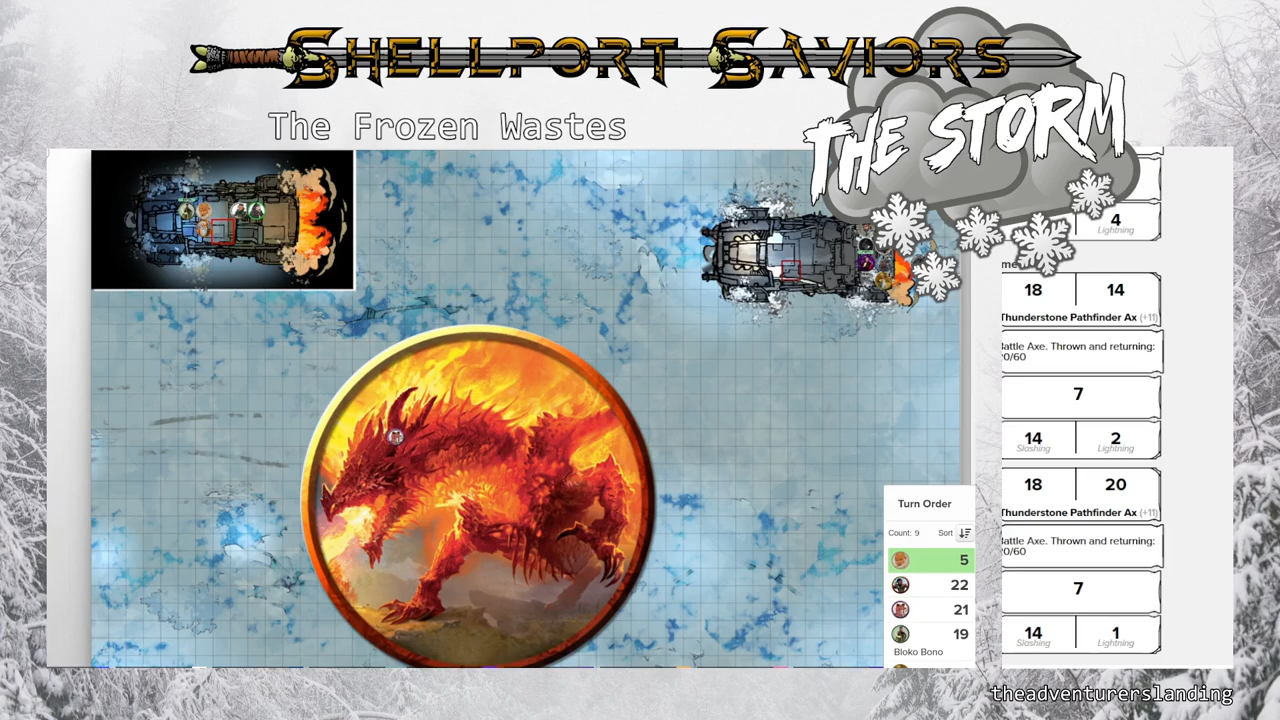 SHELLPORT SAVIORS
THE STORM
The Frozen Wastes
4
Lightning
18 14
Thunderstone Pathfinder Ax (+11)
Battle Axe. Thrown and returning:
20/60
7
14 2
Slashing Lightning
18 20
Thunderstone Pathfinder Ax (+11)
Battle Axe. Thrown and returning:
20/60
7
14 1
Slashing Lightning
Turn Order
Count: 9 Sort
5
22
21
19
Bloko Bono
theadventurerslanding